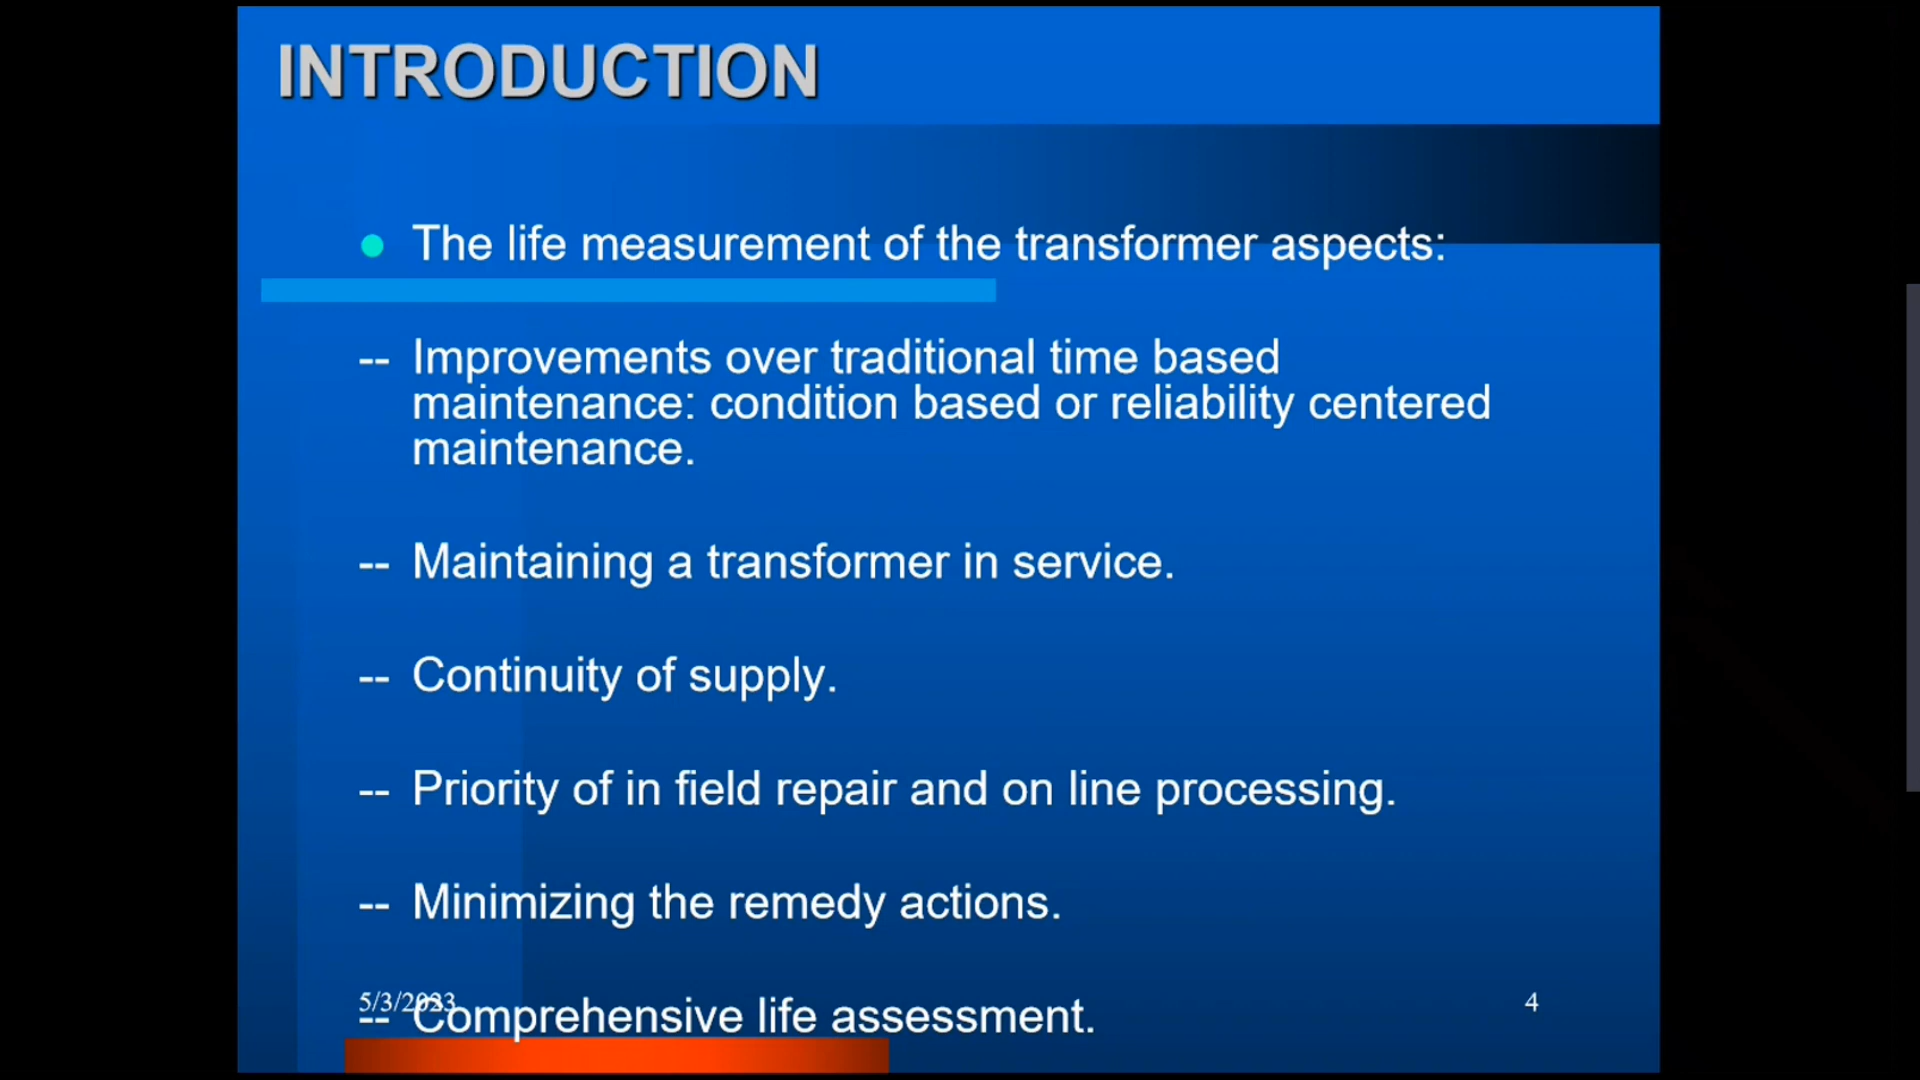 INTRODUCTION
● The life measurement of the transformer aspects:
-- Improvements over traditional time based
maintenance: condition based or reliability centered
maintenance.
-- Maintaining a transformer in service.
-- Continuity of supply.
-- Priority of in field repair and on line processing.
-- Minimizing the remedy actions.
-- Comprehensive life assessment.
5/3/2023
4